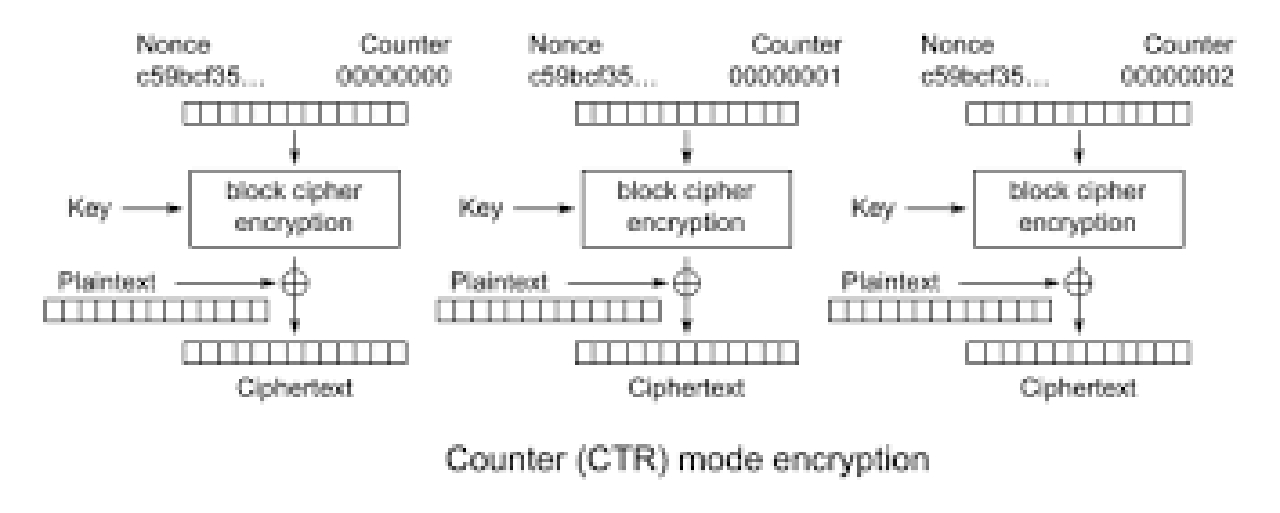 Nonce Counter Nonce Counter Nonce Counter
c59bcf35... 00000000 c59bcf35... 00000001 c59bcf35... 00000002
Key block cipher encryption Key block cipher encryption Key block cipher encryption
Plaintext Plaintext Plaintext
Ciphertext Ciphertext Ciphertext
Counter (CTR) mode encryption